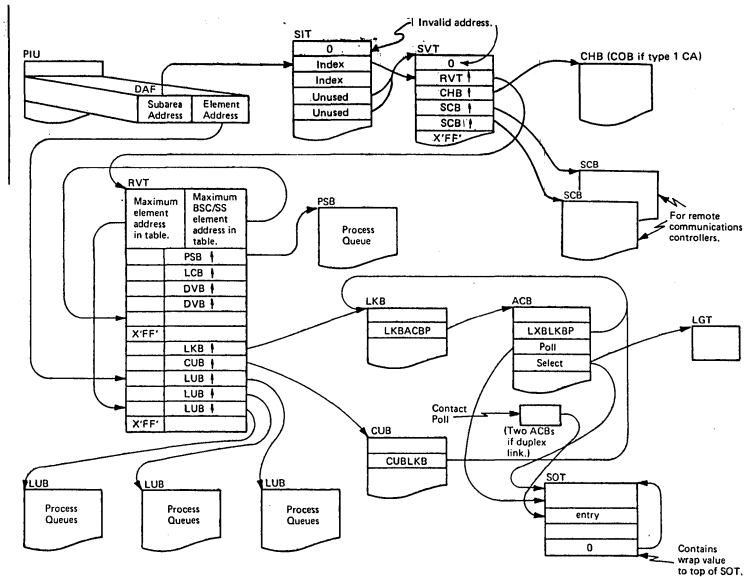 Invalid address.
SIT
0
Index
Index
Unused
Unused
SVT
0
RVT
CHB
SCB
SCB
X'FF'
CHB (COB if type 1 CA)
PIU
DAF
Subarea
Address
Element
Address
SCB
SCB
For remote
communications
controllers.
RVT
Maximum
element
address
in table.
Maximum
BSC/SS
element
address in
table.
PSB
LCB
DVB
DVB
X'FF'
LKB
CUB
LUB
LUB
LUB
X'FF'
PSB
Process
Queue
LKB
LKBACBP
ACB
LXBLKBP
Poll
Select
LGT
Contact
Poll
(Two ACBs
if duplex
link.)
CUB
CUBLKB
SOT
entry
0
Contains
wrap value
to top of SOT.
LUB
Process
Queues
LUB
Process
Queues
LUB
Process
Queues